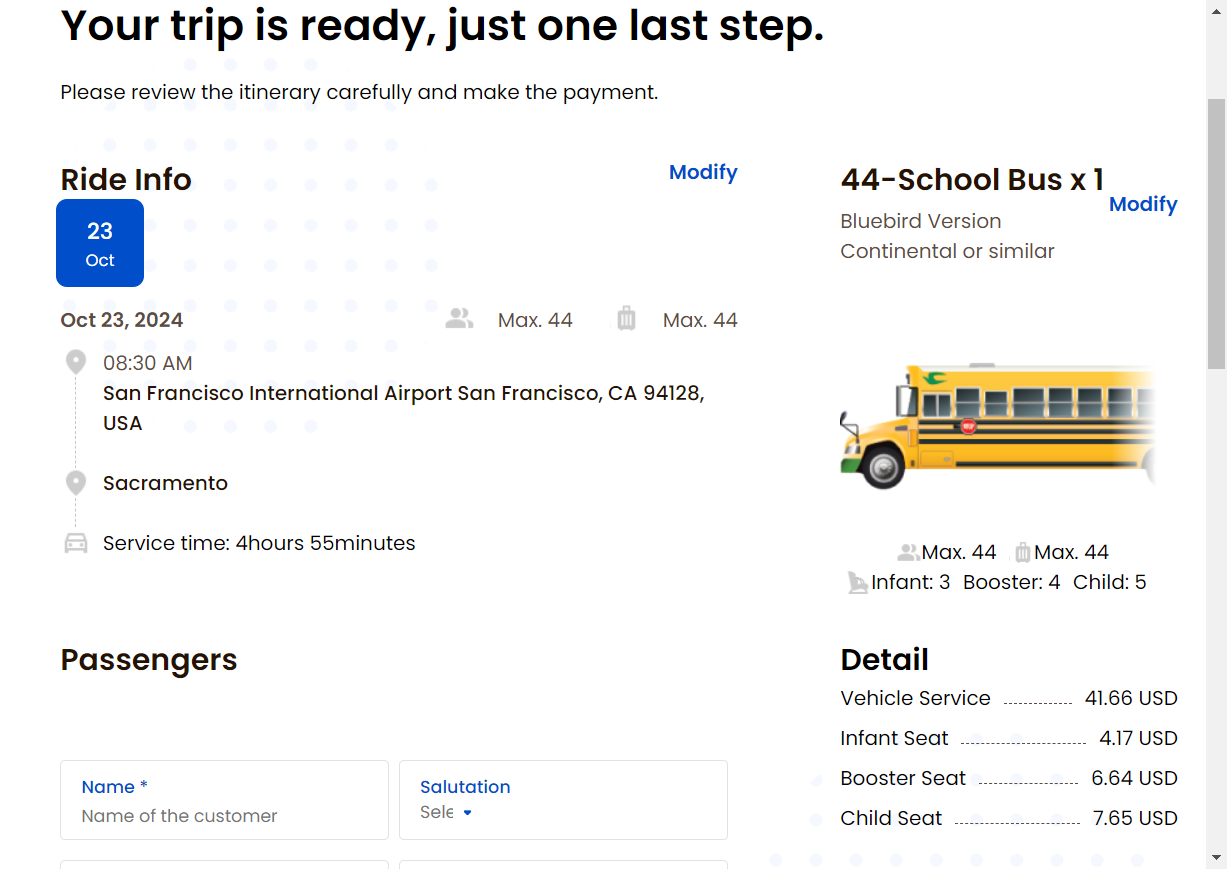 Your trip is ready, just one last step.
Please review the itinerary carefully and make the payment.
Ride Info
Modify
23
Oct
Oct 23, 2024
Max. 44
Max. 44
08:30 AM
San Francisco International Airport San Francisco, CA 94128,
USA
Sacramento
Service time: 4hours 55minutes
Passengers
Name *
Name of the customer
Salutation
Sele
44-School Bus x 1
Modify
Bluebird Version
Continental or similar
Max. 44 Max. 44
Infant: 3 Booster: 4 Child: 5
Detail
Vehicle Service 41.66 USD
Infant Seat 4.17 USD
Booster Seat 6.64 USD
Child Seat 7.65 USD